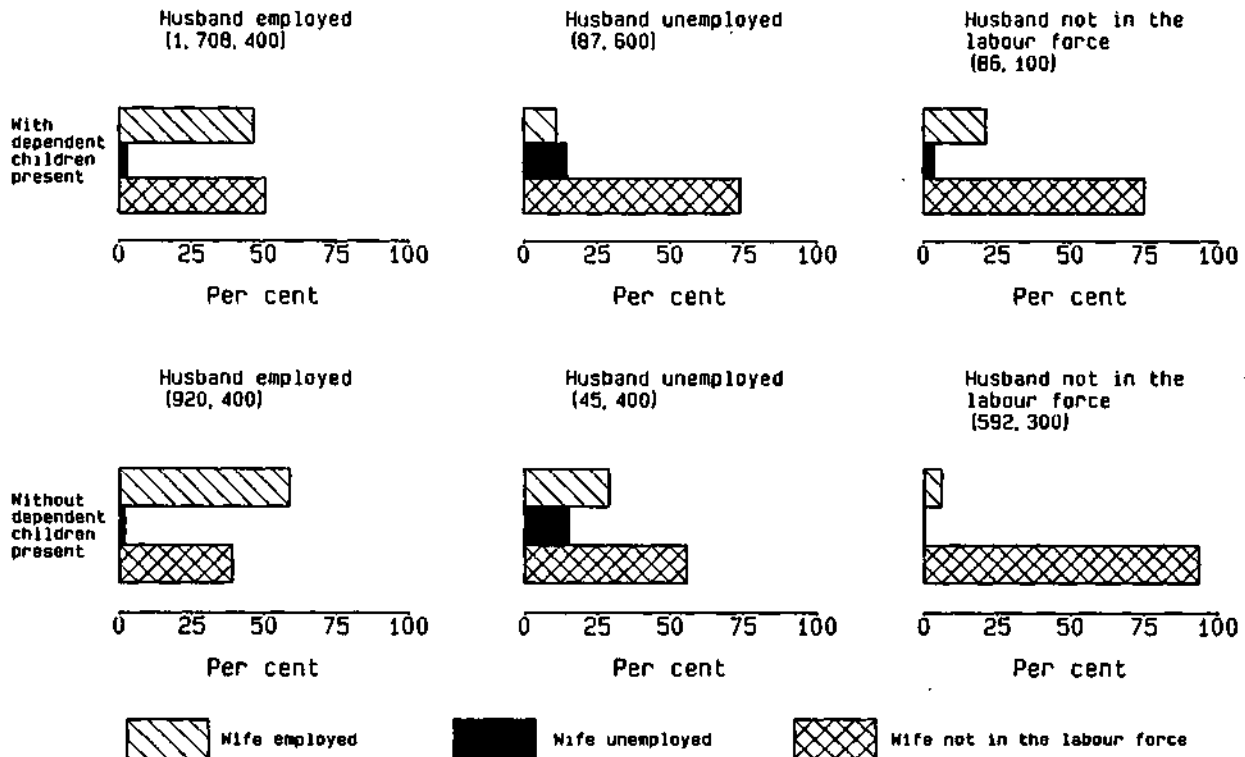 Husband employed
(1, 708, 400)
Husband unemployed
(87, 600)
Husband not in the
labour force
(86, 100)
With
dependent
children
present
0 25 50 75 100
Per cent
0 25 50 75 100
Per cent
0 25 50 75 100
Per cent
Husband employed
(920, 400)
Husband unemployed
(45, 400)
Husband not in the
labour force
(592, 300)
Without
dependent
children
present
0 25 50 75 100
Per cent
0 25 50 75 100
Per cent
0 25 50 75 100
Per cent
Wife employed
Wife unemployed
Wife not in the labour force